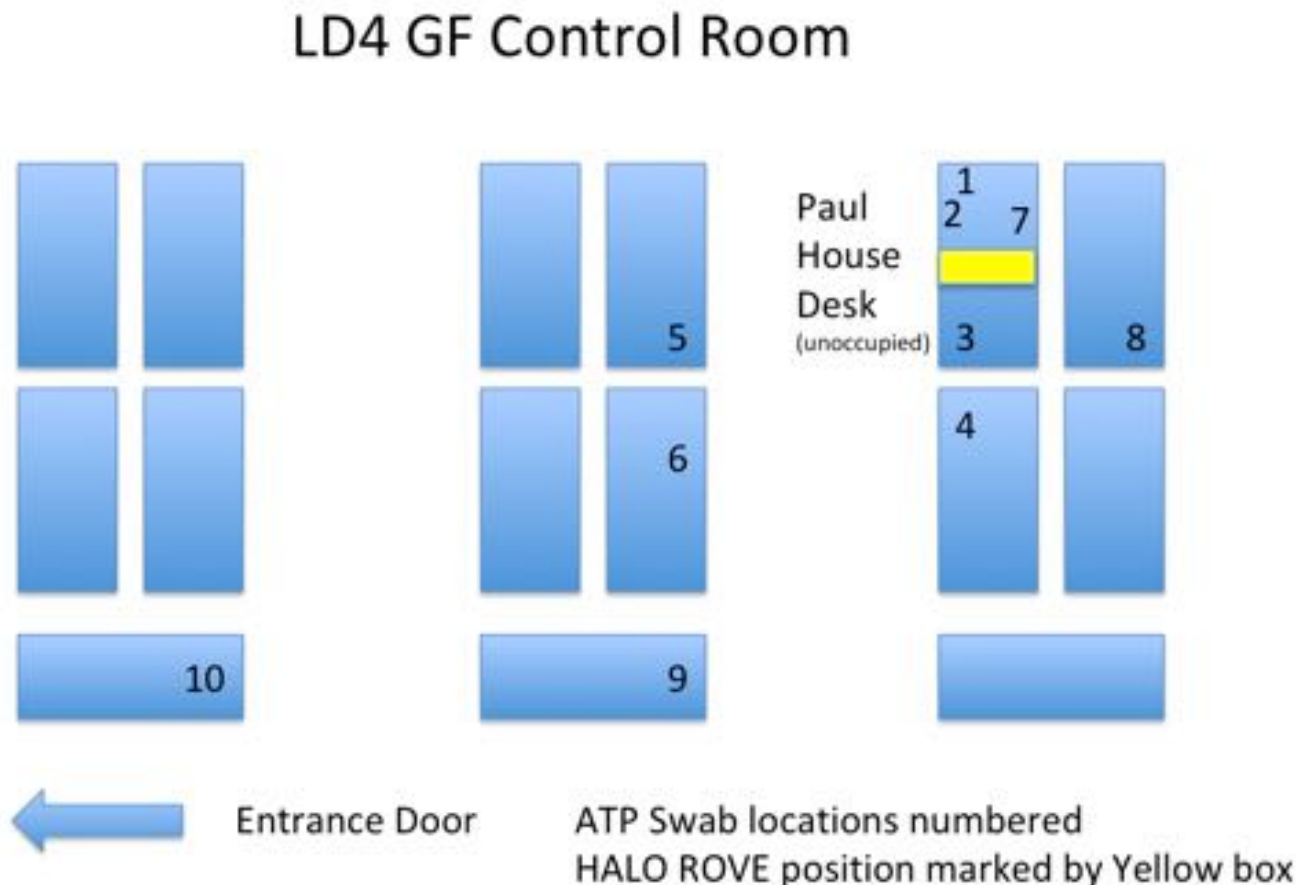 LD4 GF Control Room
Paul
House
Desk
(unoccupied)
1
2 7
3
8
5
4
6
10
9
Entrance Door
ATP Swab locations numbered
HALO ROVE position marked by Yellow box